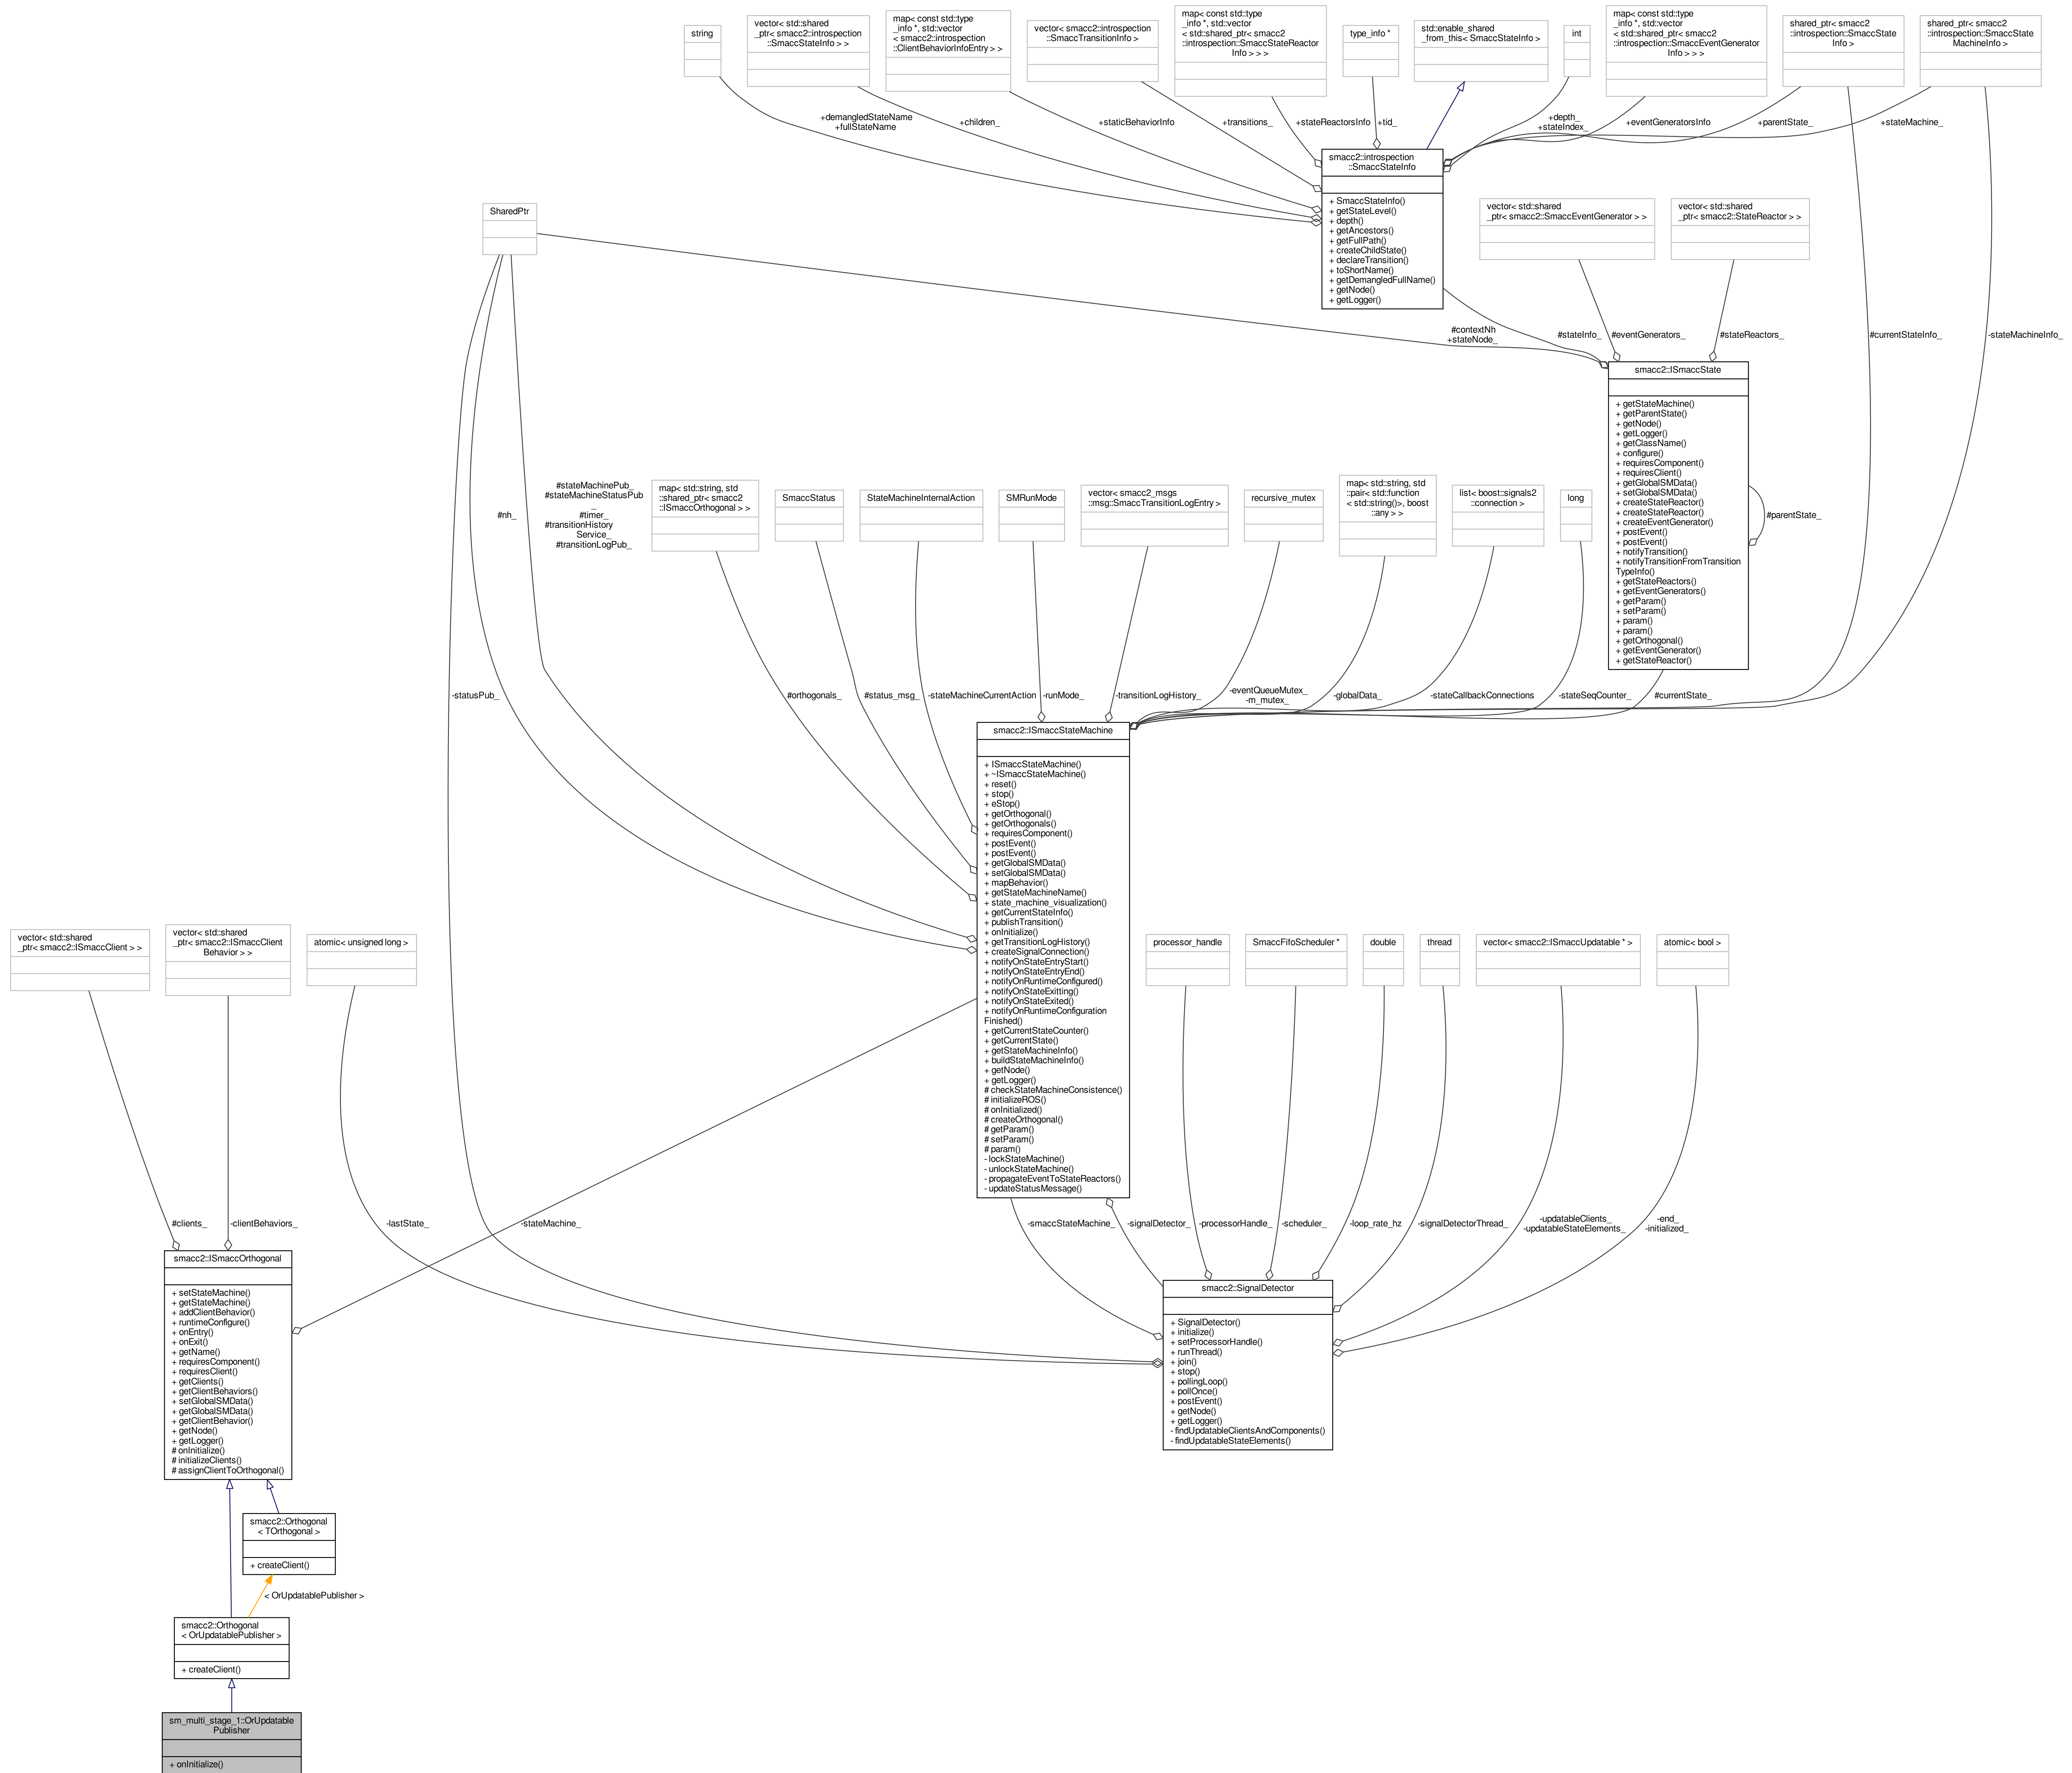 string
vector< std::shared
_ptr< smacc2::introspection
::SmaccStateInfo > >
map< const std::type
_info *, std::vector
< smacc2::introspection
::ClientBehaviorInfoEntry > >
vector< smacc2::introspection
::SmaccTransitionInfo >
map< const std::type
_info *, std::vector
< std::shared_ptr< smacc2
::introspection::SmaccStateReactor
Info > > >
type_info *
std::enable_shared
_from_this< SmaccStateInfo >
int
map< const std::type
_info *, std::vector
< std::shared_ptr< smacc2
::introspection::SmaccEventGenerator
Info > > >
shared_ptr< smacc2
::introspection::SmaccState
Info >
shared_ptr< smacc2
::introspection::SmaccState
MachineInfo >
+demangledStateName
+fullStateName
+children_
+staticBehaviorInfo
+transitions_
+stateReactorsInfo
+tid_
+depth_
+stateIndex_
+eventGeneratorsInfo
+parentState_
+stateMachine_
smacc2::introspection
::SmaccStateInfo
+ SmaccStateInfo()
+ getStateLevel()
+ depth()
+ getAncestors()
+ getFullPath()
+ createChildState()
+ declareTransition()
+ toShortName()
+ getDemangledFullName()
+ getNode()
+ getLogger()
SharedPtr
vector< std::shared
_ptr< smacc2::SmaccEventGenerator > >
vector< std::shared
_ptr< smacc2::StateReactor > >
#contextNh
+stateNode_
#stateInfo_
#eventGenerators_
#stateReactors_
#currentStateInfo_
-stateMachineInfo_
smacc2::ISmaccState
+ getStateMachine()
+ getParentState()
+ getNode()
+ getLogger()
+ getClassName()
+ configure()
+ requiresComponent()
+ requiresClient()
+ getGlobalSMData()
+ setGlobalSMData()
+ createStateReactor()
+ createStateReactor()
+ createEventGenerator()
+ postEvent()
+ postEvent()
+ notifyTransition()
+ notifyTransitionFromTransition
TypeInfo()
+ getStateReactors()
+ getEventGenerators()
+ getParam()
+ setParam()
+ param()
+ param()
+ getOrthogonal()
+ getEventGenerator()
+ getStateReactor()
#parentState_
#nh_
#stateMachinePub_
#stateMachineStatusPub
_
#timer_
#transitionHistory
Service_
#transitionLogPub_
map< std::string, std
::shared_ptr< smacc2
::ISmaccOrthogonal > >
SmaccStatus
StateMachineInternalAction
SMRunMode
vector< smacc2_msgs
::msg::SmaccTransitionLogEntry >
recursive_mutex
map< std::string, std
::pair< std::function
< std::string()>, boost
::any > >
list< boost::signals2
::connection >
long
-statusPub_
#orthogonals_
#status_msg_
-stateMachineCurrentAction
-runMode_
-transitionLogHistory_
-eventQueueMutex_
-m_mutex_
-globalData_
-stateCallbackConnections
-stateSeqCounter_
#currentState_
smacc2::ISmaccStateMachine
+ ISmaccStateMachine()
+ ~ISmaccStateMachine()
+ reset()
+ stop()
+ eStop()
+ getOrthogonal()
+ getOrthogonals()
+ requiresComponent()
+ postEvent()
+ postEvent()
+ getGlobalSMData()
+ setGlobalSMData()
+ mapBehavior()
+ getStateMachineName()
+ state_machine_visualization()
+ getCurrentStateInfo()
+ publishTransition()
+ onInitialize()
+ getTransitionLogHistory()
+ createSignalConnection()
+ notifyOnStateEntryStart()
+ notifyOnStateEntryEnd()
+ notifyOnRuntimeConfigured()
+ notifyOnStateExitting()
+ notifyOnStateExited()
+ notifyOnRuntimeConfiguration
Finished()
+ getCurrentStateCounter()
+ getCurrentState()
+ getStateMachineInfo()
+ buildStateMachineInfo()
+ getNode()
+ getLogger()
# checkStateMachineConsistence()
# initializeROS()
# onInitialized()
# createOrthogonal()
# getParam()
# setParam()
# param()
- lockStateMachine()
- unlockStateMachine()
- propagateEventToStateReactors()
- updateStatusMessage()
vector< std::shared
_ptr< smacc2::ISmaccClient > >
vector< std::shared
_ptr< smacc2::ISmaccClient
Behavior > >
atomic< unsigned long >
processor_handle
SmaccFifoScheduler *
double
thread
vector< smacc2::ISmaccUpdatable * >
atomic< bool >
#clients_
-clientBehaviors_
-lastState_
-stateMachine_
-smaccStateMachine_
-signalDetector_
-processorHandle_
-scheduler_
-loop_rate_hz
-signalDetectorThread_
-updatableClients_
-updatableStateElements_
-end_
-initialized_
smacc2::ISmaccOrthogonal
+ setStateMachine()
+ getStateMachine()
+ addClientBehavior()
+ runtimeConfigure()
+ onEntry()
+ onExit()
+ getName()
+ requiresComponent()
+ requiresClient()
+ getClients()
+ getClientBehaviors()
+ setGlobalSMData()
+ getGlobalSMData()
+ getClientBehavior()
+ getNode()
+ getLogger()
# onInitialize()
# initializeClients()
# assignClientToOrthogonal()
smacc2::SignalDetector
+ SignalDetector()
+ initialize()
+ setProcessorHandle()
+ runThread()
+ join()
+ stop()
+ pollingLoop()
+ pollOnce()
+ postEvent()
+ getNode()
+ getLogger()
- findUpdatableClientsAndComponents()
- findUpdatableStateElements()
smacc2::Orthogonal
< TOrthogonal >
+ createClient()
< OrUpdatablePublisher >
smacc2::Orthogonal
< OrUpdatablePublisher >
+ createClient()
sm_multi_stage_1::OrUpdatable
Publisher
+ onInitialize()